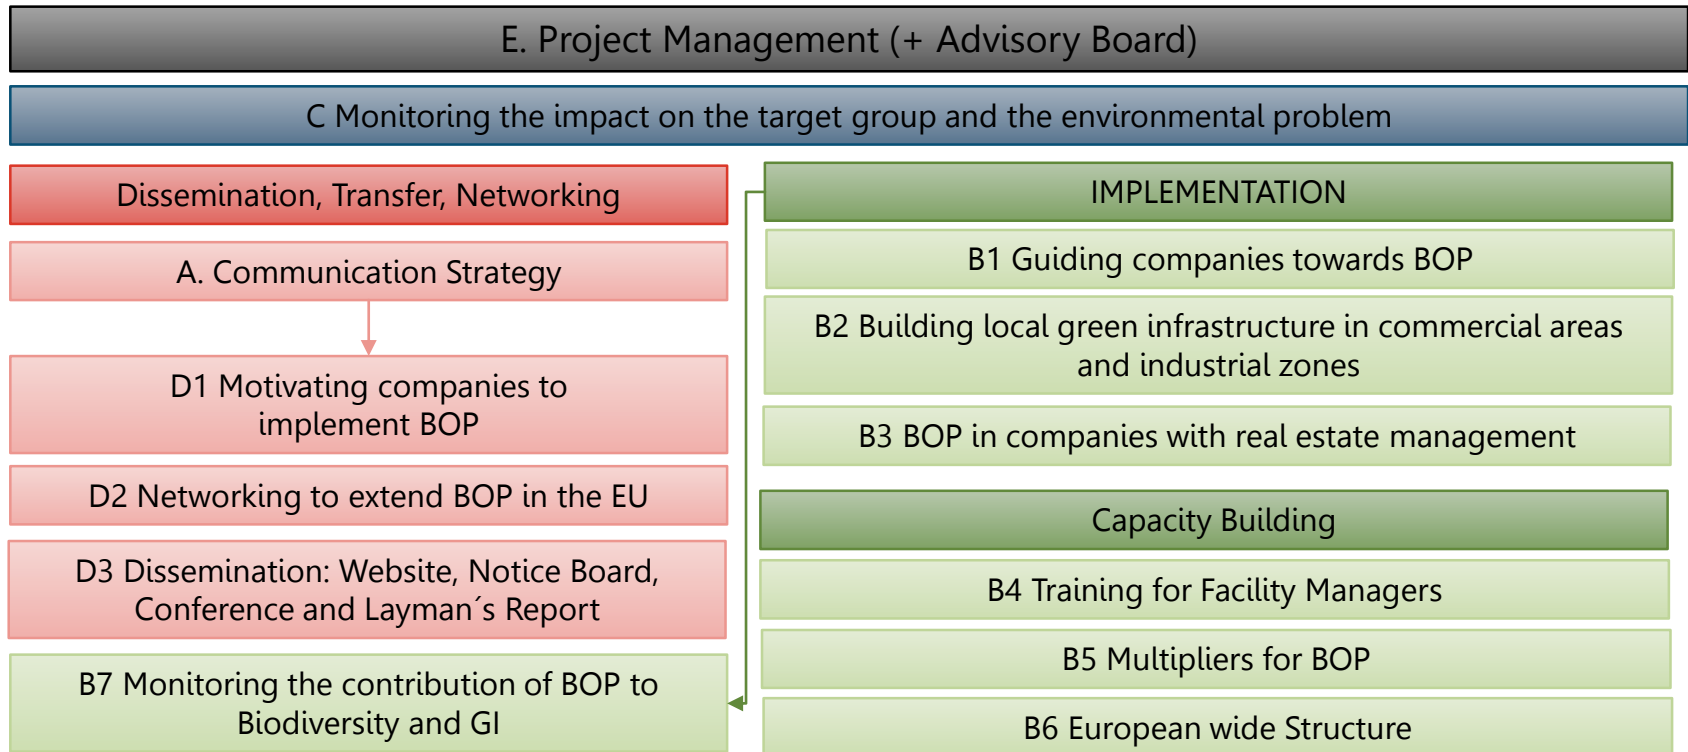 E. Project Management (+ Advisory Board)
C Monitoring the impact on the target group and the environmental problem
Dissemination, Transfer, Networking
A. Communication Strategy
D1 Motivating companies to
implement BOP
D2 Networking to extend BOP in the EU
D3 Dissemination: Website, Notice Board,
Conference and Layman´s Report
B7 Monitoring the contribution of BOP to
Biodiversity and GI
IMPLEMENTATION
B1 Guiding companies towards BOP
B2 Building local green infrastructure in commercial areas
and industrial zones
B3 BOP in companies with real estate management
Capacity Building
B4 Training for Facility Managers
B5 Multipliers for BOP
B6 European wide Structure